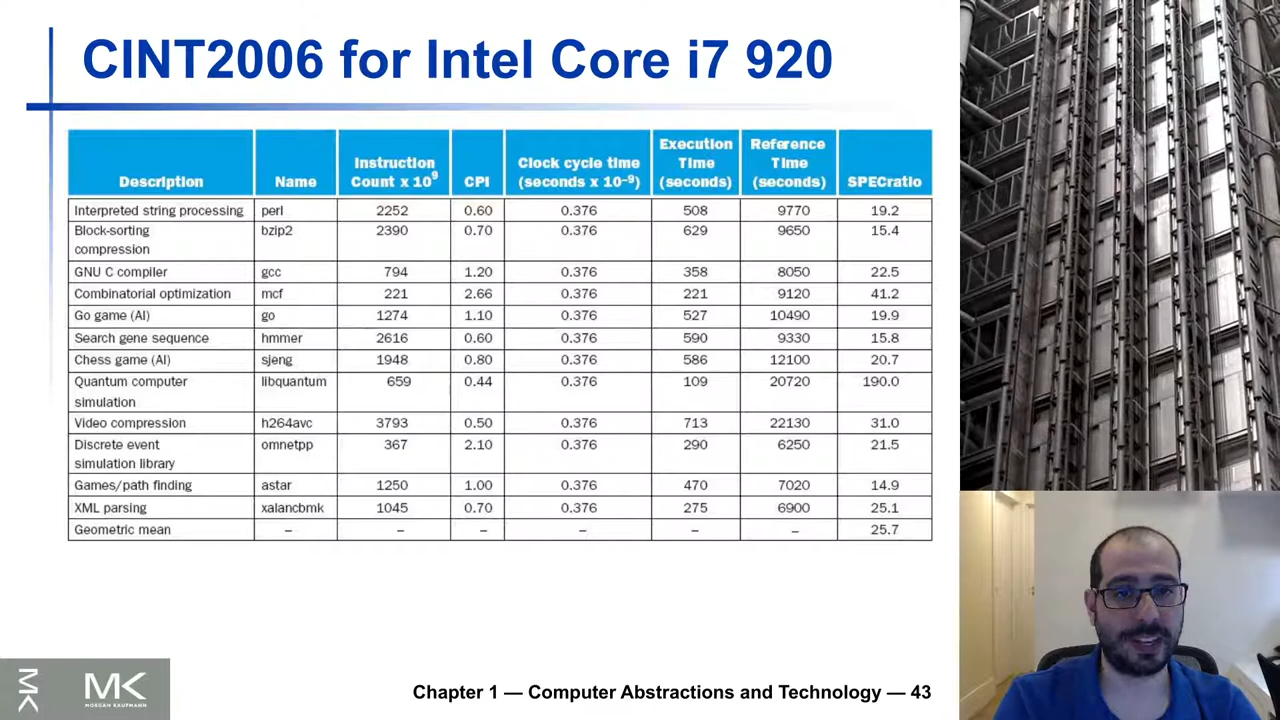 CINT2006 for Intel Core i7 920
Description Name Instruction Count x 10⁹ CPI Clock cycle time (seconds x 10⁻⁹) Execution Time (seconds) Reference Time (seconds) SPECratio
Interpreted string processing perl 2252 0.60 0.376 508 9770 19.2
Block-sorting compression bzip2 2390 0.70 0.376 629 9650 15.4
GNU C compiler gcc 794 1.20 0.376 358 8050 22.5
Combinatorial optimization mcf 221 2.66 0.376 221 9120 41.2
Go game (AI) go 1274 1.10 0.376 527 10490 19.9
Search gene sequence hmmer 2616 0.60 0.376 590 9330 15.8
Chess game (AI) sjeng 1948 0.80 0.376 586 12100 20.7
Quantum computer simulation libquantum 659 0.44 0.376 109 20720 190.0
Video compression h264avc 3793 0.50 0.376 713 22130 31.0
Discrete event simulation library omnetpp 367 2.10 0.376 290 6250 21.5
Games/path finding astar 1250 1.00 0.376 470 7020 14.9
XML parsing xalancbmk 1045 0.70 0.376 275 6900 25.1
Geometric mean – – – – – – 25.7
MK
MK
MORGAN KAUFMANN
Chapter 1 — Computer Abstractions and Technology — 43